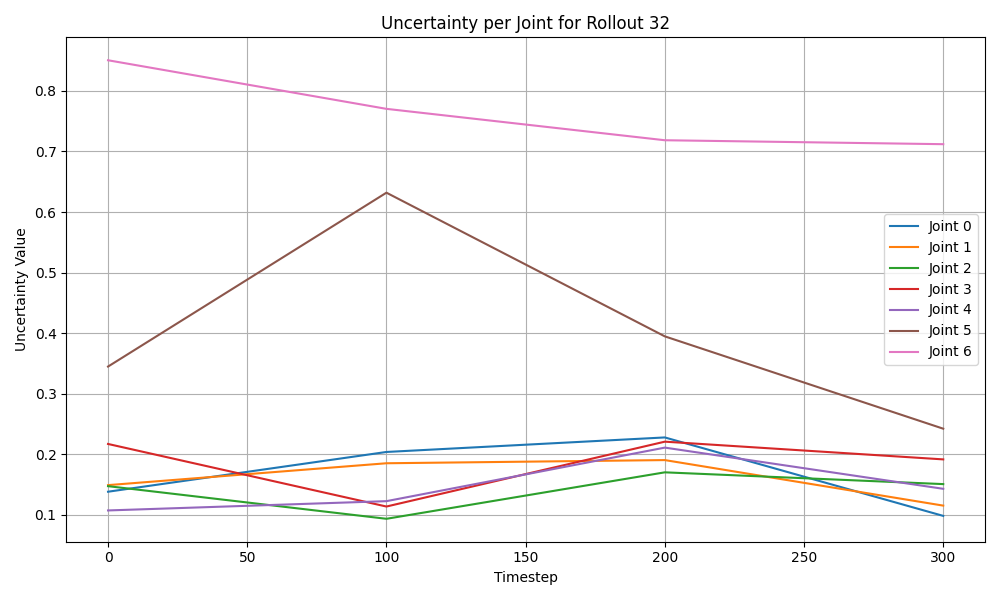 Uncertainty per Joint for Rollout 32
Uncertainty Value
0.8
0.7
0.6
0.5
0.4
0.3
0.2
0.1
Joint 0
Joint 1
Joint 2
Joint 3
Joint 4
Joint 5
Joint 6
0 50 100 150 200 250 300
Timestep